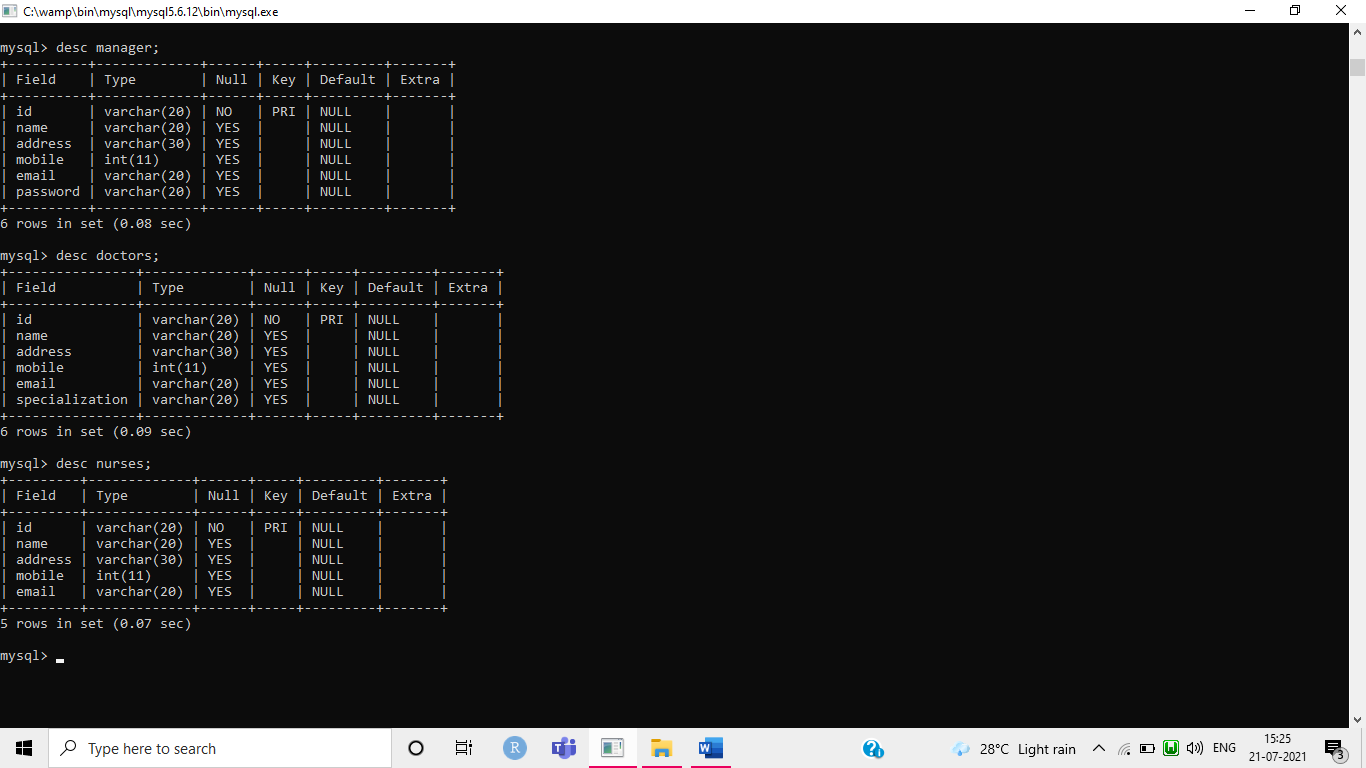 C:\wamp\bin\mysql\mysql5.6.12\bin\mysql.exe
mysql> desc manager;
+----------+-------------+------+-----+---------+-------+
| Field    | Type        | Null | Key | Default | Extra |
+----------+-------------+------+-----+---------+-------+
| id       | varchar(20) | NO   | PRI | NULL    |       |
| name     | varchar(20) | YES  |     | NULL    |       |
| address  | varchar(30) | YES  |     | NULL    |       |
| mobile   | int(11)     | YES  |     | NULL    |       |
| email    | varchar(20) | YES  |     | NULL    |       |
| password | varchar(20) | YES  |     | NULL    |       |
+----------+-------------+------+-----+---------+-------+
6 rows in set (0.08 sec)
mysql> desc doctors;
+----------------+-------------+------+-----+---------+-------+
| Field          | Type        | Null | Key | Default | Extra |
+----------------+-------------+------+-----+---------+-------+
| id             | varchar(20) | NO   | PRI | NULL    |       |
| name           | varchar(20) | YES  |     | NULL    |       |
| address        | varchar(30) | YES  |     | NULL    |       |
| mobile         | int(11)     | YES  |     | NULL    |       |
| email          | varchar(20) | YES  |     | NULL    |       |
| specialization | varchar(20) | YES  |     | NULL    |       |
+----------------+-------------+------+-----+---------+-------+
6 rows in set (0.09 sec)
mysql> desc nurses;
+---------+-------------+------+-----+---------+-------+
| Field   | Type        | Null | Key | Default | Extra |
+---------+-------------+------+-----+---------+-------+
| id      | varchar(20) | NO   | PRI | NULL    |       |
| name    | varchar(20) | YES  |     | NULL    |       |
| address | varchar(30) | YES  |     | NULL    |       |
| mobile  | int(11)     | YES  |     | NULL    |       |
| email   | varchar(20) | YES  |     | NULL    |       |
+---------+-------------+------+-----+---------+-------+
5 rows in set (0.07 sec)
mysql>
Type here to search
R
T
W
?
28°C Light rain
W
ENG
15:25
21-07-2021
3